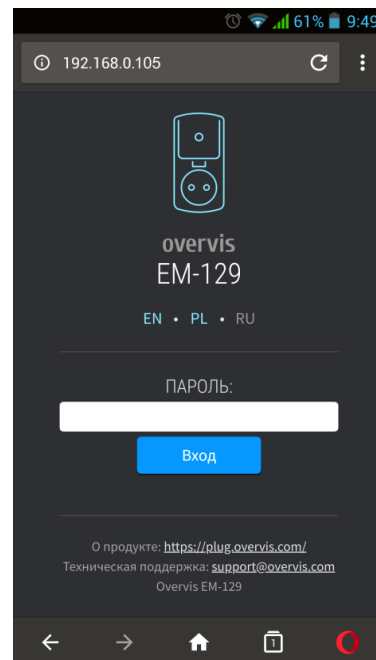 61% 9:49
192.168.0.105
overvis
EM-129
EN • PL • RU
ПАРОЛЬ:
Вход
О продукте: https://plug.overvis.com/
Техническая поддержка: support@overvis.com
Overvis EM-129
1